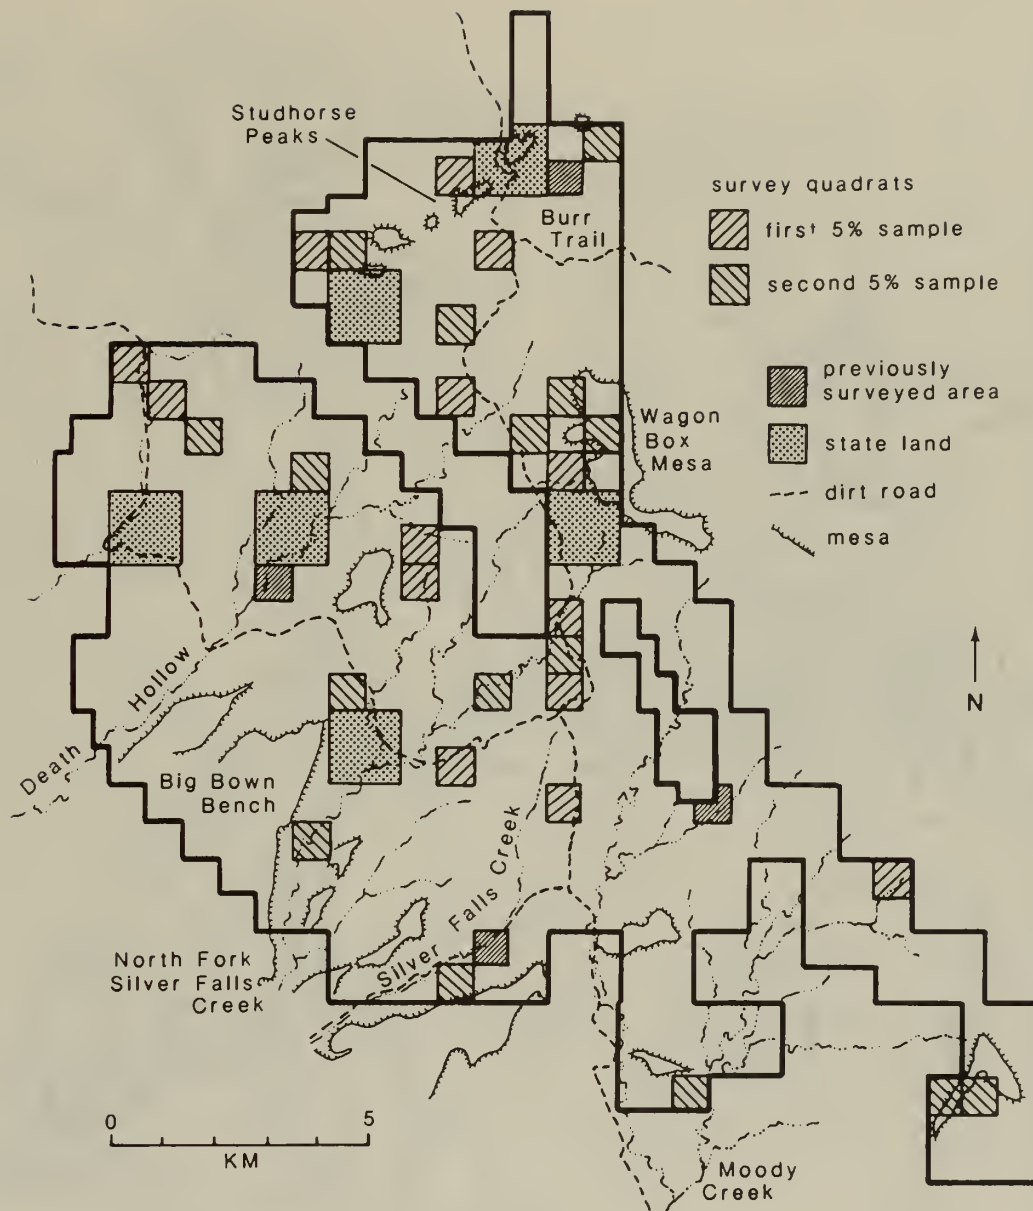 Studhorse
Peaks
Burr
Trail
survey quadrats
first 5% sample
second 5% sample
previously
surveyed area
state land
dirt road
mesa
Wagon
Box
Mesa
N
Death Hollow
Big Bown
Bench
Silver Falls Creek
North Fork
Silver Falls
Creek
0 5
KM
Moody
Creek